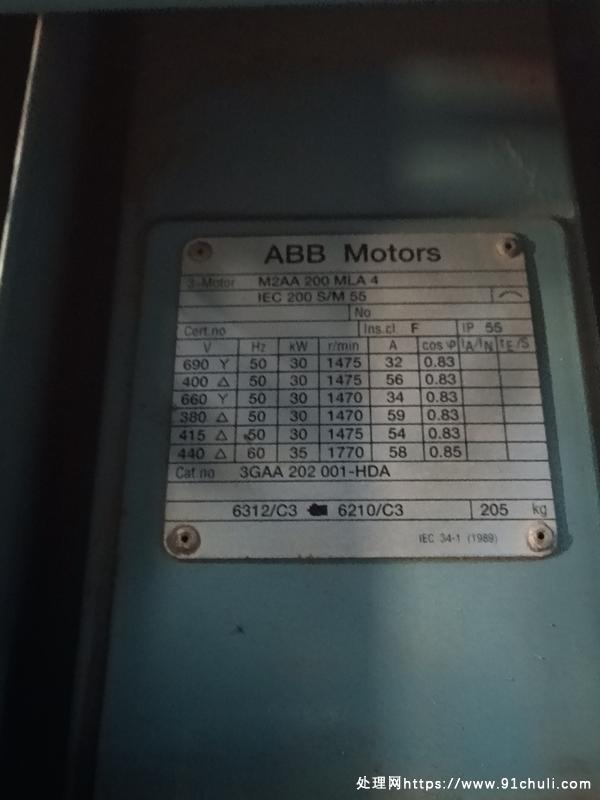 ABB Motors
3~Motor M2AA 200 MLA 4
IEC 200 S/M 55
No
Cert.no Ins.cl. F IP 55
V Hz kW r/min A cos φ IA/IN tE/S
690 Y 50 30 1475 32 0.83
400 Δ 50 30 1475 56 0.83
660 Y 50 30 1470 34 0.83
380 Δ 50 30 1470 59 0.83
415 Δ 50 30 1475 54 0.83
440 Δ 60 35 1770 58 0.85
Cat.no 3GAA 202 001-HDA
6312/C3 6210/C3 205 kg
IEC 34-1 (1989)
处理网https://www.91chuli.com